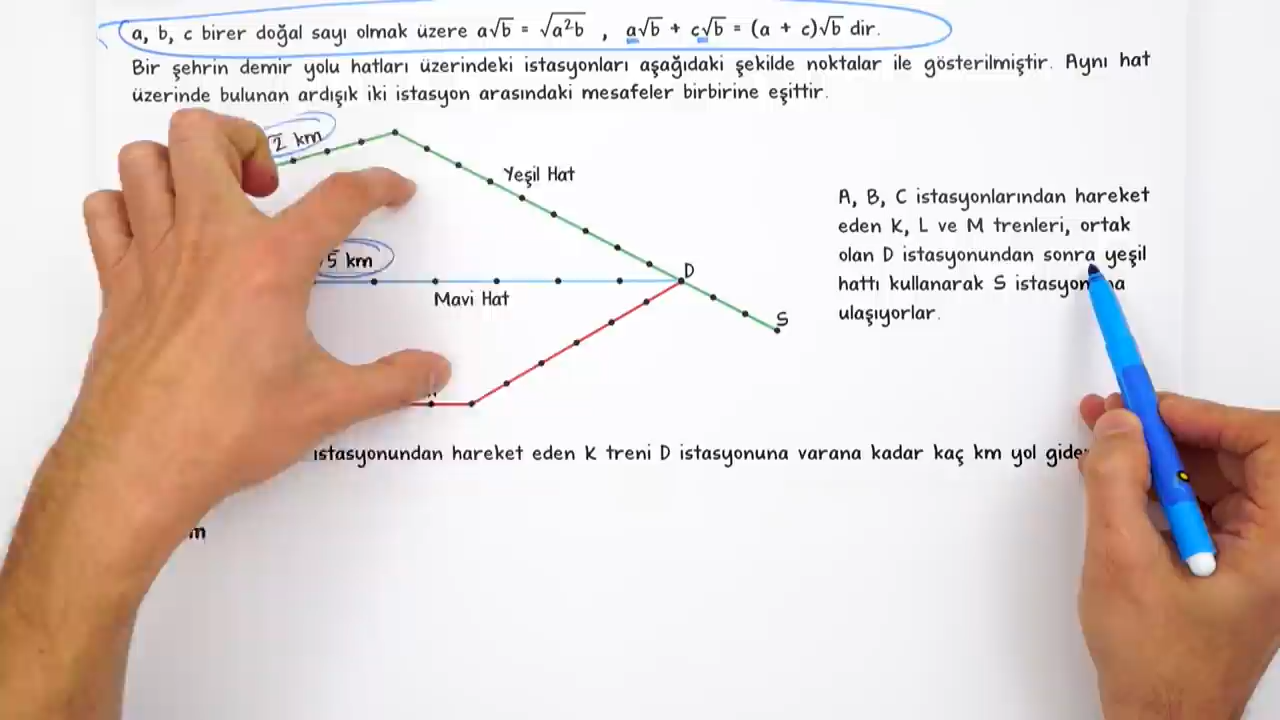 a, b, c birer doğal sayı olmak üzere a√b = √a²b , a√b + c√b = (a + c)√b dir.
Bir şehrin demir yolu hatları üzerindeki istasyonları aşağıdaki şekilde noktalar ile gösterilmiştir. Aynı hat
üzerinde bulunan ardışık iki istasyon arasındaki mesafeler birbirine eşittir.
2 km
Yeşil Hat
A, B, C istasyonlarından hareket
eden K, L ve M trenleri, ortak
olan D istasyonundan sonra yeşil
hattı kullanarak S
ulaşıyorlar.
5 km
D
Mavi Hat
S
istasyonundan hareket eden K treni D istasyonuna varana kadar kaç km yol